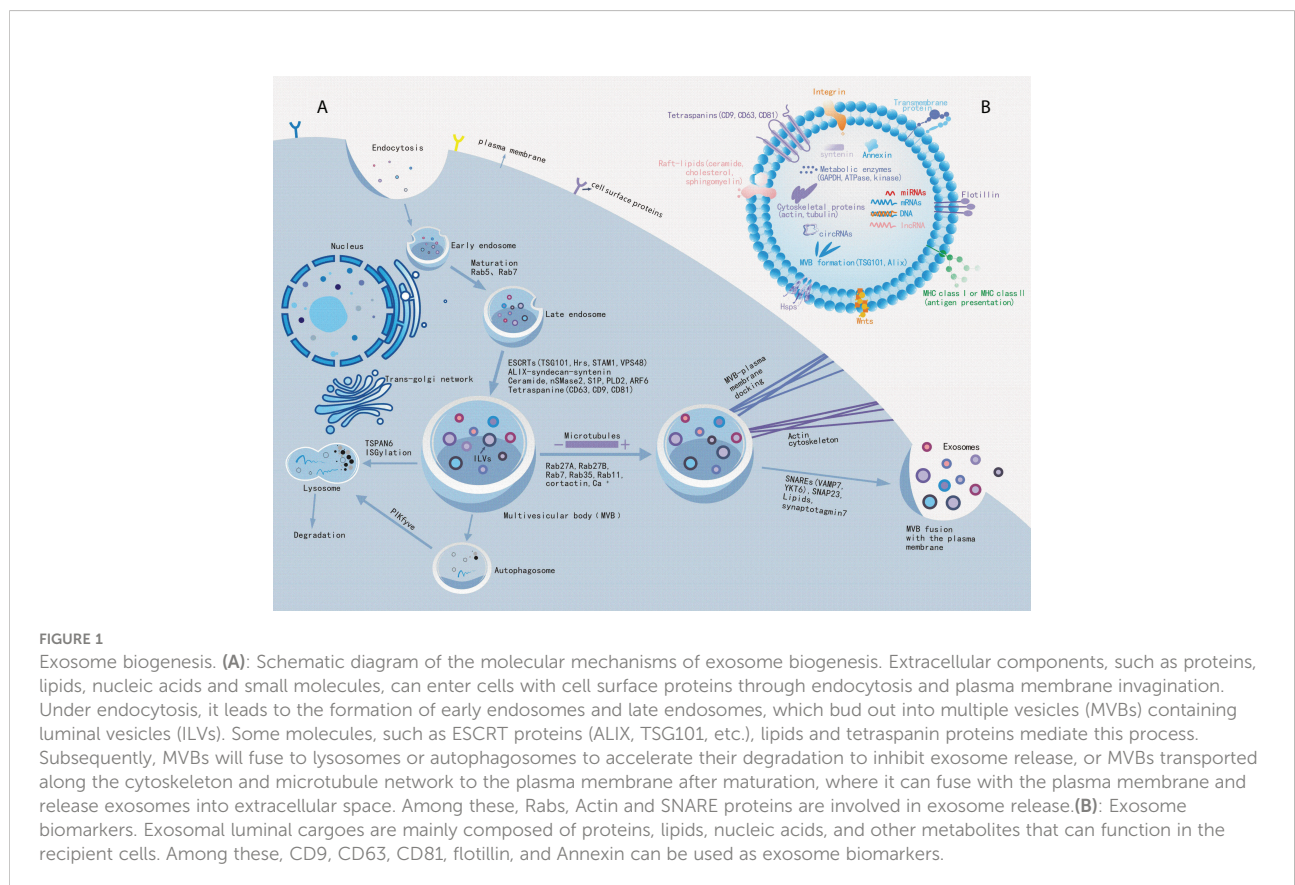 A
B
Endocytosis
plasma membrane
cell surface proteins
Early endosome
Nucleus
Maturation
Rab5、Rab7
Late endosome
ESCRTs(TSG101, Hrs, STAM1, VPS48)
ALIX-syndecan-syntenin
Ceramide, nSMase2, S1P, PLD2, ARF6
Tetraspanine(CD63, CD9, CD81)
Trans-golgi network
TSPAN6
ISGylation
Lysosome
Degradation
PIKfyve
Autophagosome
ILVs
Multivesicular body（MVB）
Microtubules
Rab27A, Rab27B,
Rab7, Rab35, Rab11,
cortactin, Ca
MVB-plasma
membrane
docking
Actin
cytoskeleton
SNAREs(VAMP7,
YKT6), SNAP23,
Lipids,
synaptotagmin7
Exosomes
MVB fusion
with the plasma
membrane
Integrin
Tetraspanins(CD9, CD63, CD81)
Transmembrane
protein
syntenin
Annexin
Raft-lipids(ceramide,
cholesterol,
sphingomyelin)
Metabolic enzymes
(GAPDH, ATPase, kinase)
miRNAs
mRNAs
DNA
lncRNA
Flotillin
Cytoskeletal proteins
(actin, tubulin)
circRNAs
MVB formation(TSG101, Alix)
MHC class I or MHC class II
(antigen presentation)
Hsps
Wnts
FIGURE 1
Exosome biogenesis. (A): Schematic diagram of the molecular mechanisms of exosome biogenesis. Extracellular components, such as proteins,
lipids, nucleic acids and small molecules, can enter cells with cell surface proteins through endocytosis and plasma membrane invagination.
Under endocytosis, it leads to the formation of early endosomes and late endosomes, which bud out into multiple vesicles (MVBs) containing
luminal vesicles (ILVs). Some molecules, such as ESCRT proteins (ALIX, TSG101, etc.), lipids and tetraspanin proteins mediate this process.
Subsequently, MVBs will fuse to lysosomes or autophagosomes to accelerate their degradation to inhibit exosome release, or MVBs transported
along the cytoskeleton and microtubule network to the plasma membrane after maturation, where it can fuse with the plasma membrane and
release exosomes into extracellular space. Among these, Rabs, Actin and SNARE proteins are involved in exosome release.(B): Exosome
biomarkers. Exosomal luminal cargoes are mainly composed of proteins, lipids, nucleic acids, and other metabolites that can function in the
recipient cells. Among these, CD9, CD63, CD81, flotillin, and Annexin can be used as exosome biomarkers.